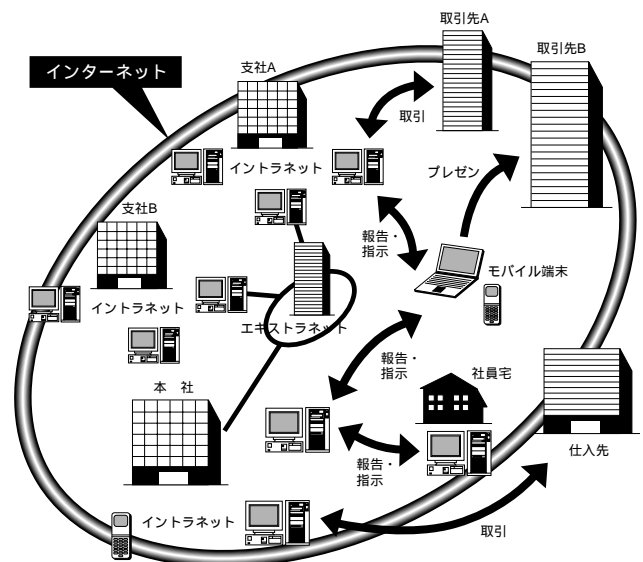 取引先A
取引先B
インターネット
支社A
取引
イントラネット
プレゼン
支社B
報告・
指示
モバイル端末
イントラネット
エキストラネット
報告・
指示
社員宅
本　社
仕入先
報告・
指示
イントラネット
取引